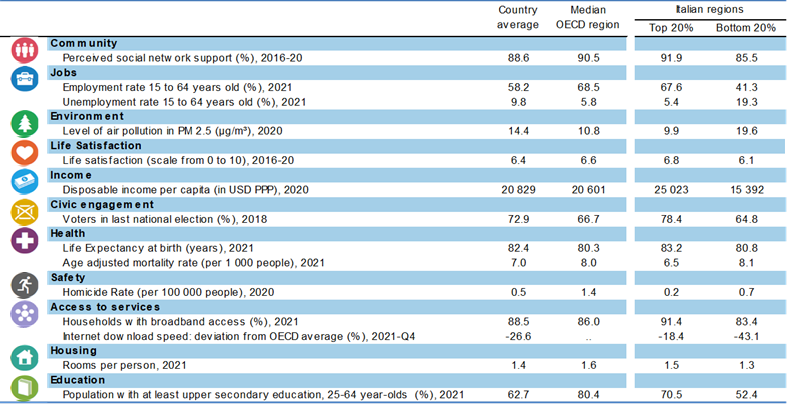 Country average Median OECD region Italian regions
Top 20% Bottom 20%
Community
Perceived social network support (%), 2016-20 88.6 90.5 91.9 85.5
Jobs
Employment rate 15 to 64 years old (%), 2021 58.2 68.5 67.6 41.3
Unemployment rate 15 to 64 years old (%), 2021 9.8 5.8 5.4 19.3
Environment
Level of air pollution in PM 2.5 (µg/m³), 2020 14.4 10.8 9.9 19.6
Life Satisfaction
Life satisfaction (scale from 0 to 10), 2016-20 6.4 6.6 6.8 6.1
Income
Disposable income per capita (in USD PPP), 2020 20 829 20 601 25 023 15 392
Civic engagement
Voters in last national election (%), 2018 72.9 66.7 78.4 64.8
Health
Life Expectancy at birth (years), 2021 82.4 80.3 83.2 80.8
Age adjusted mortality rate (per 1 000 people), 2021 7.0 8.0 6.5 8.1
Safety
Homicide Rate (per 100 000 people), 2020 0.5 1.4 0.2 0.7
Access to services
Households with broadband access (%), 2021 88.5 86.0 91.4 83.4
Internet download speed: deviation from OECD average (%), 2021-Q4 -26.6 .. -18.4 -43.1
Housing
Rooms per person, 2021 1.4 1.6 1.5 1.3
Education
Population with at least upper secondary education, 25-64 year-olds (%), 2021 62.7 80.4 70.5 52.4